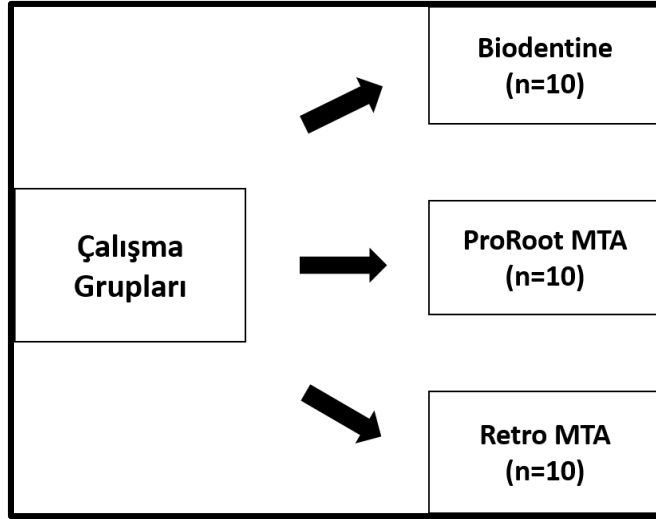 Çalışma
Grupları
Biodentine
(n=10)
ProRoot MTA
(n=10)
Retro MTA
(n=10)